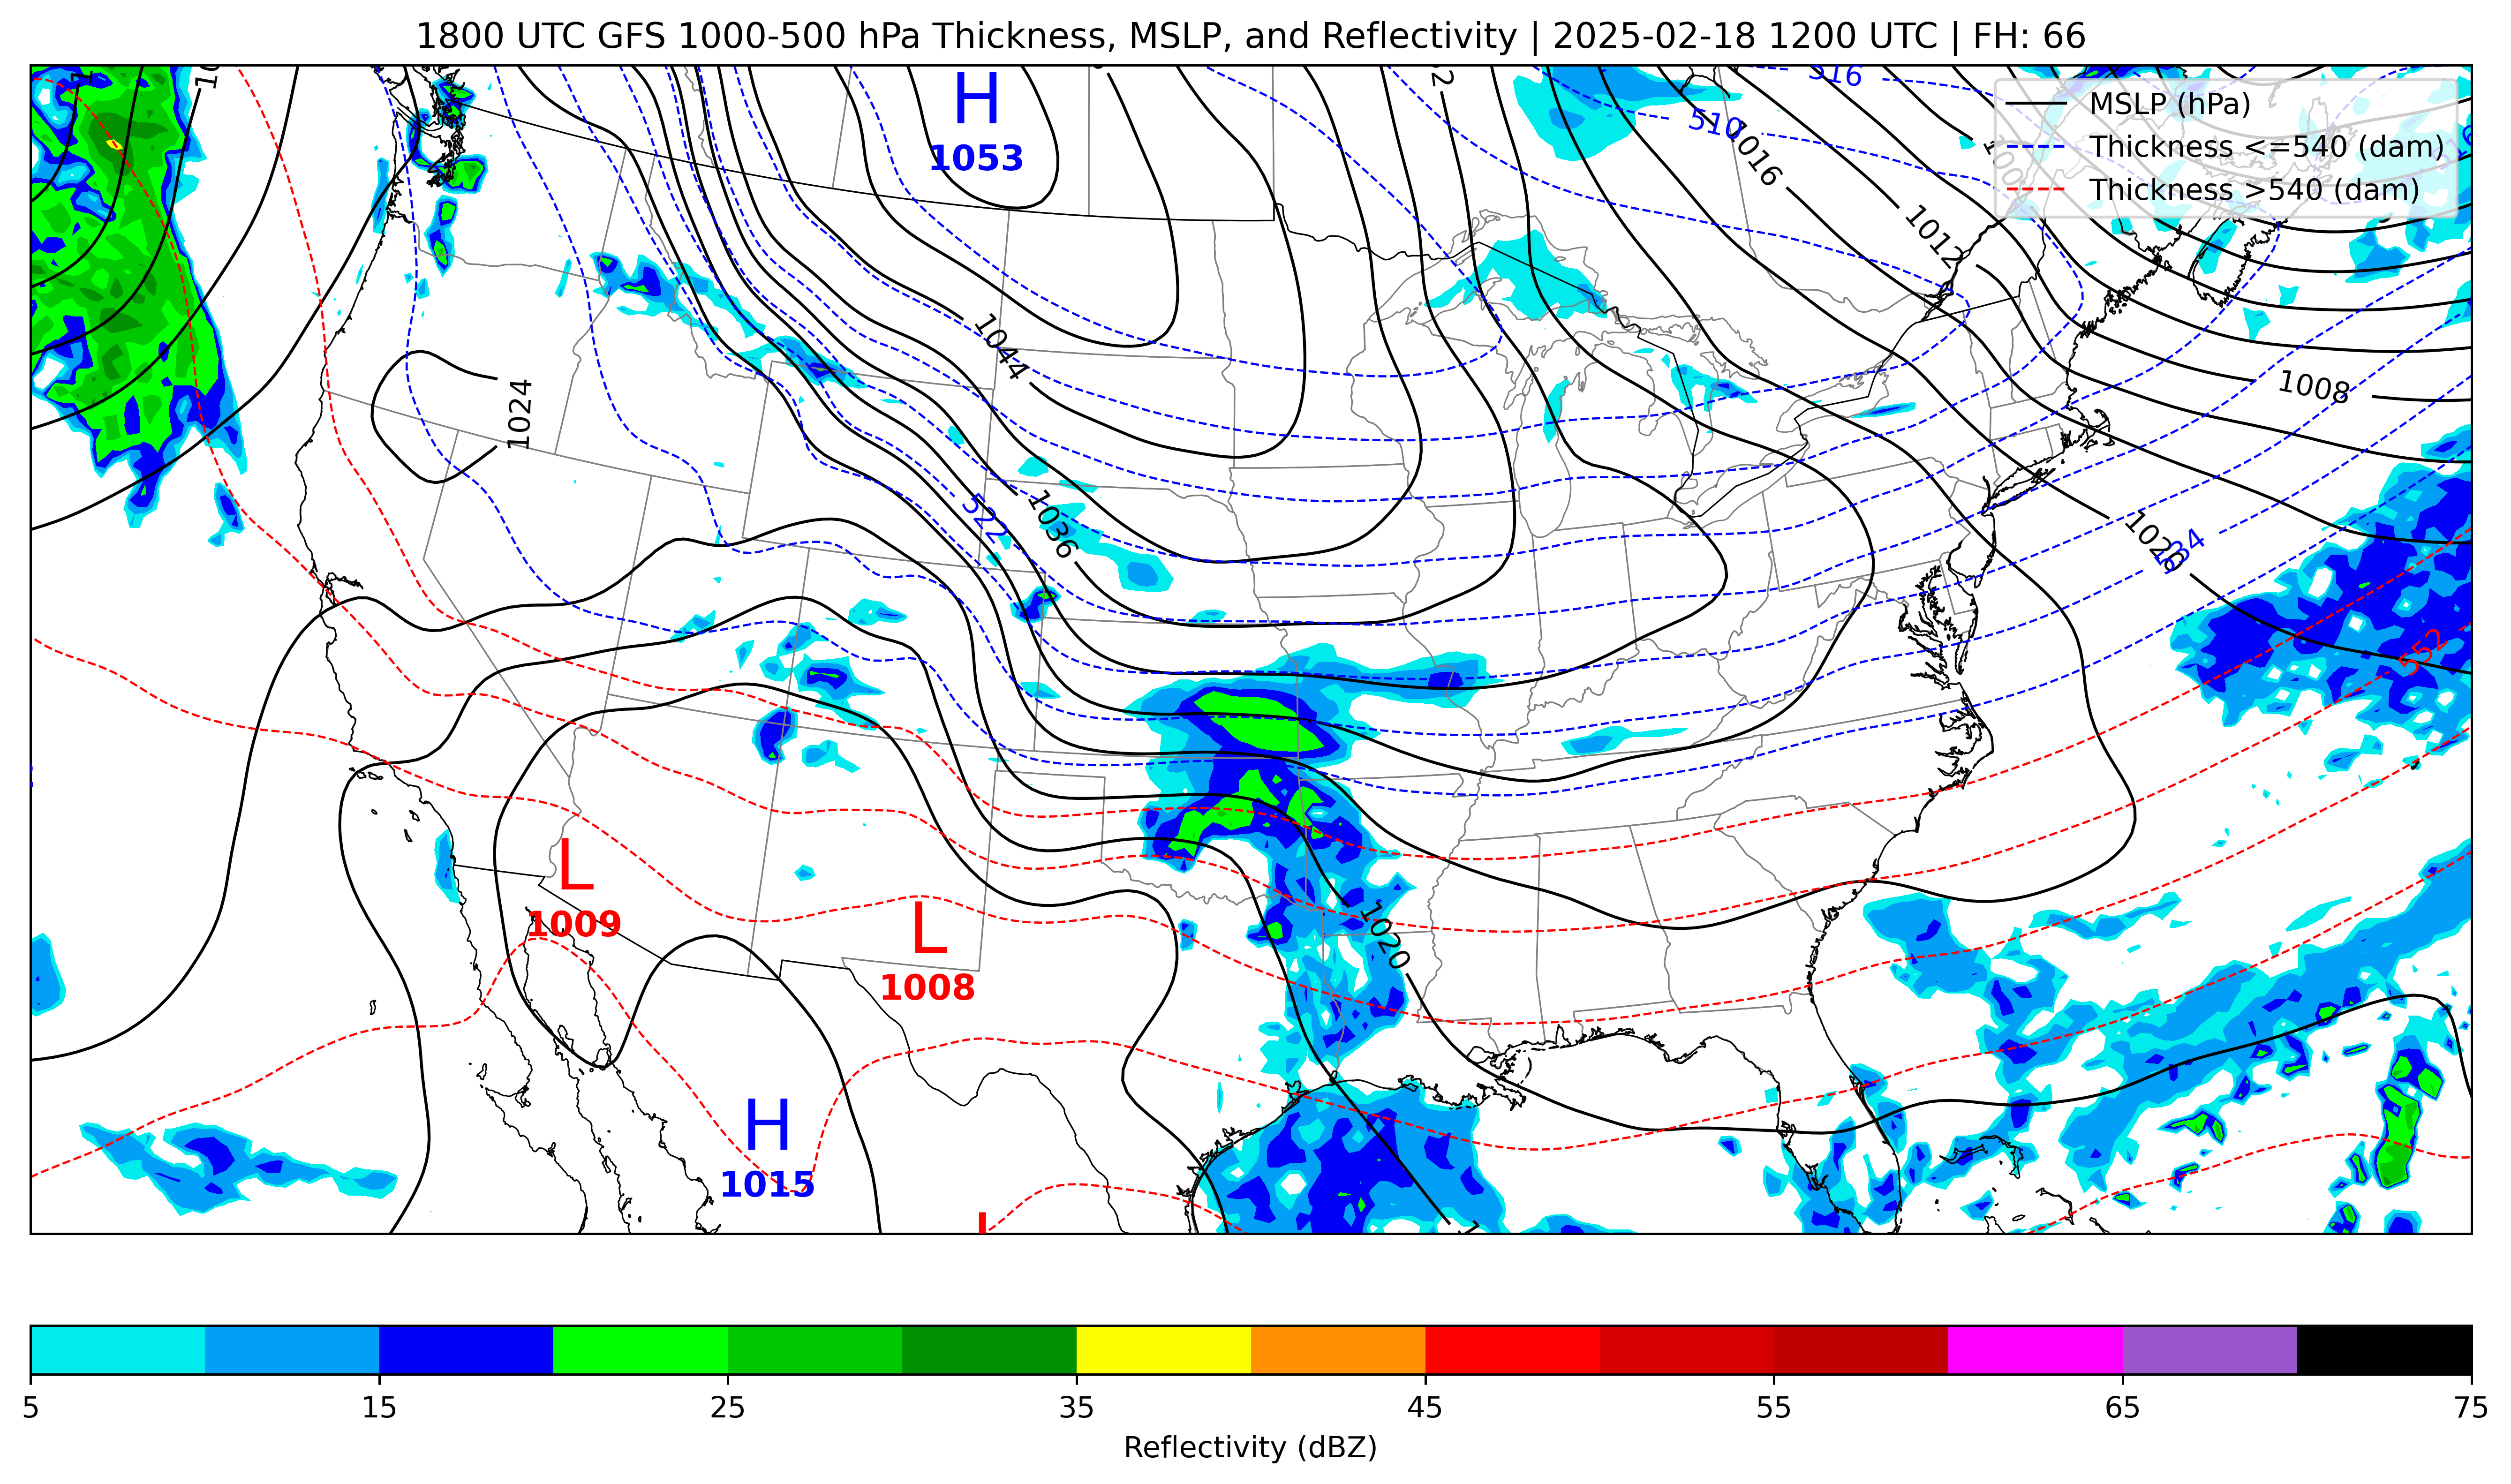 1800 UTC GFS 1000-500 hPa Thickness, MSLP, and Reflectivity | 2025-02-18 1200 UTC | FH: 66
MSLP (hPa)
Thickness <=540 (dam)
Thickness >540 (dam)
516
510
H
1053
1016
1012
1044
1024
1008
522
1036
1020
534
552
L
1009
L
1008
1020
H
1015
5 15 25 35 45 55 65 75
Reflectivity (dBZ)